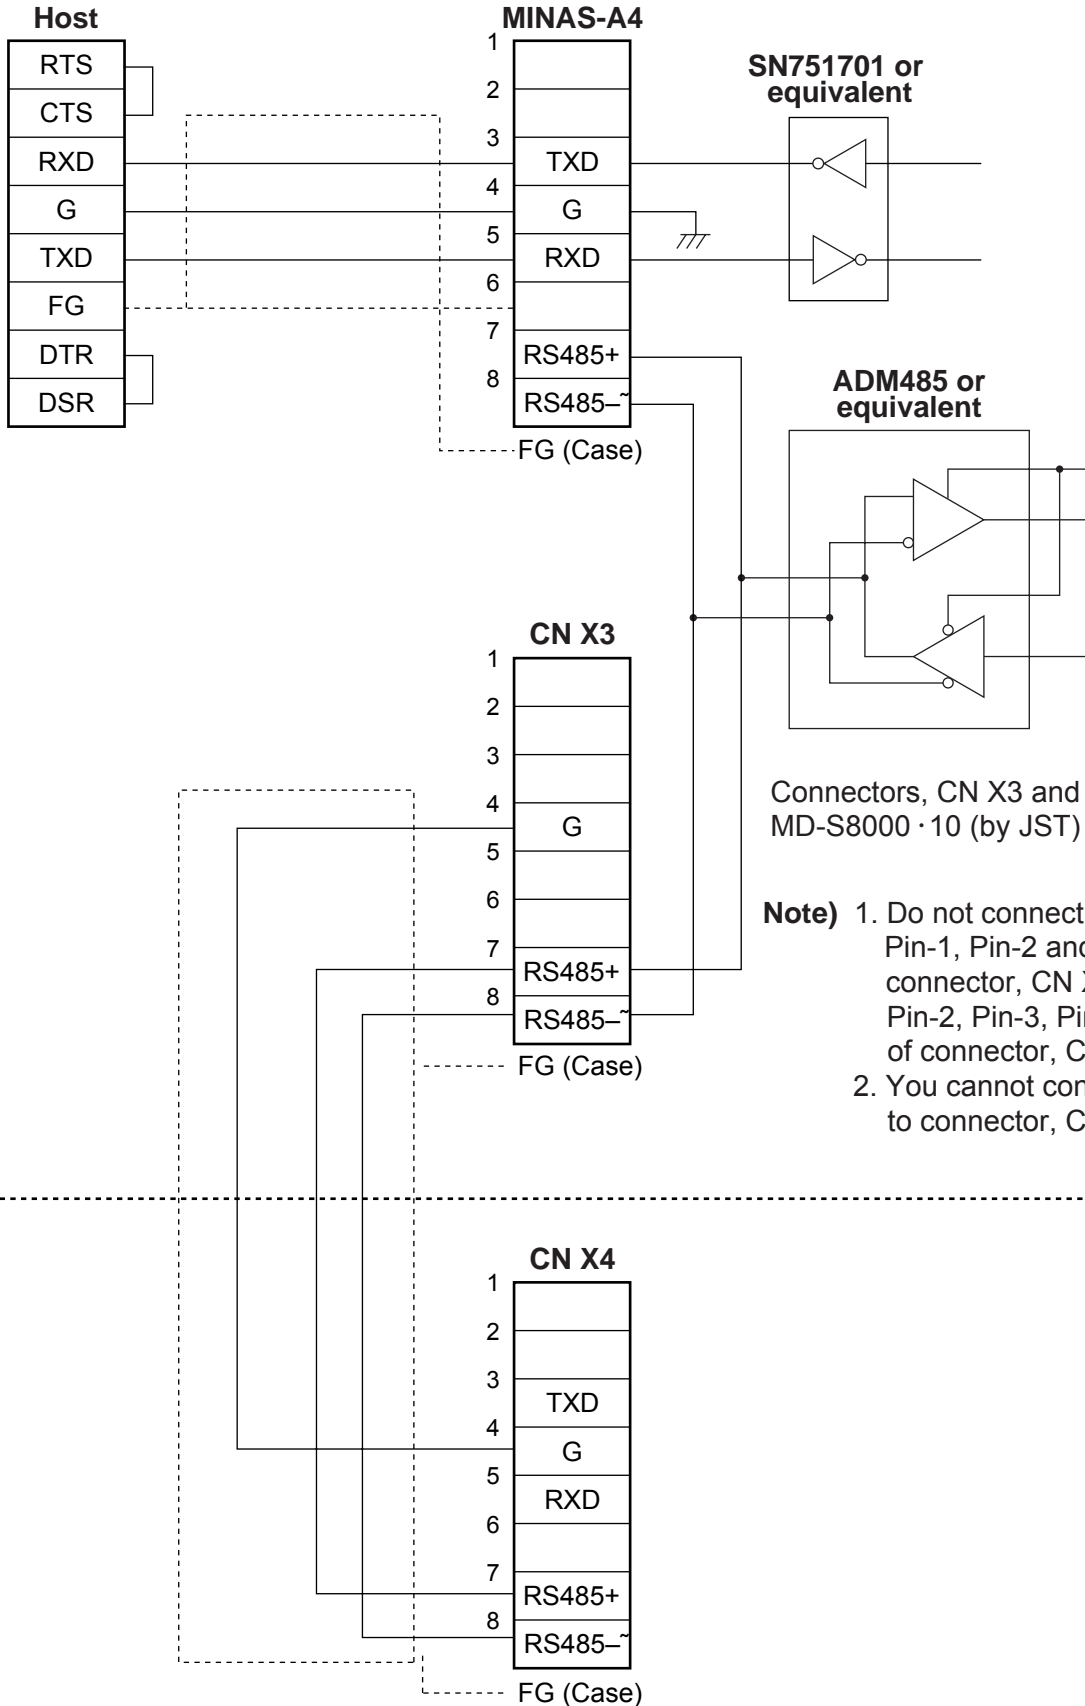 Host
RTS
CTS
RXD
G
TXD
FG
DTR
DSR
MINAS-A4
1
2
3
TXD
4
G
5
RXD
6
7
RS485+
8
RS485–~
FG (Case)
SN751701 or
equivalent
ADM485 or
equivalent
CN X3
1
2
3
4
G
5
6
7
RS485+
8
RS485–~
FG (Case)
Connectors, CN X3 and
MD-S8000 · 10 (by JST)
Note) 1. Do not connect
Pin-1, Pin-2 and
connector, CN
Pin-2, Pin-3,
of connector,
2. You cannot
to connector,
CN X4
1
2
3
TXD
4
G
5
RXD
6
7
RS485+
8
RS485–~
FG (Case)